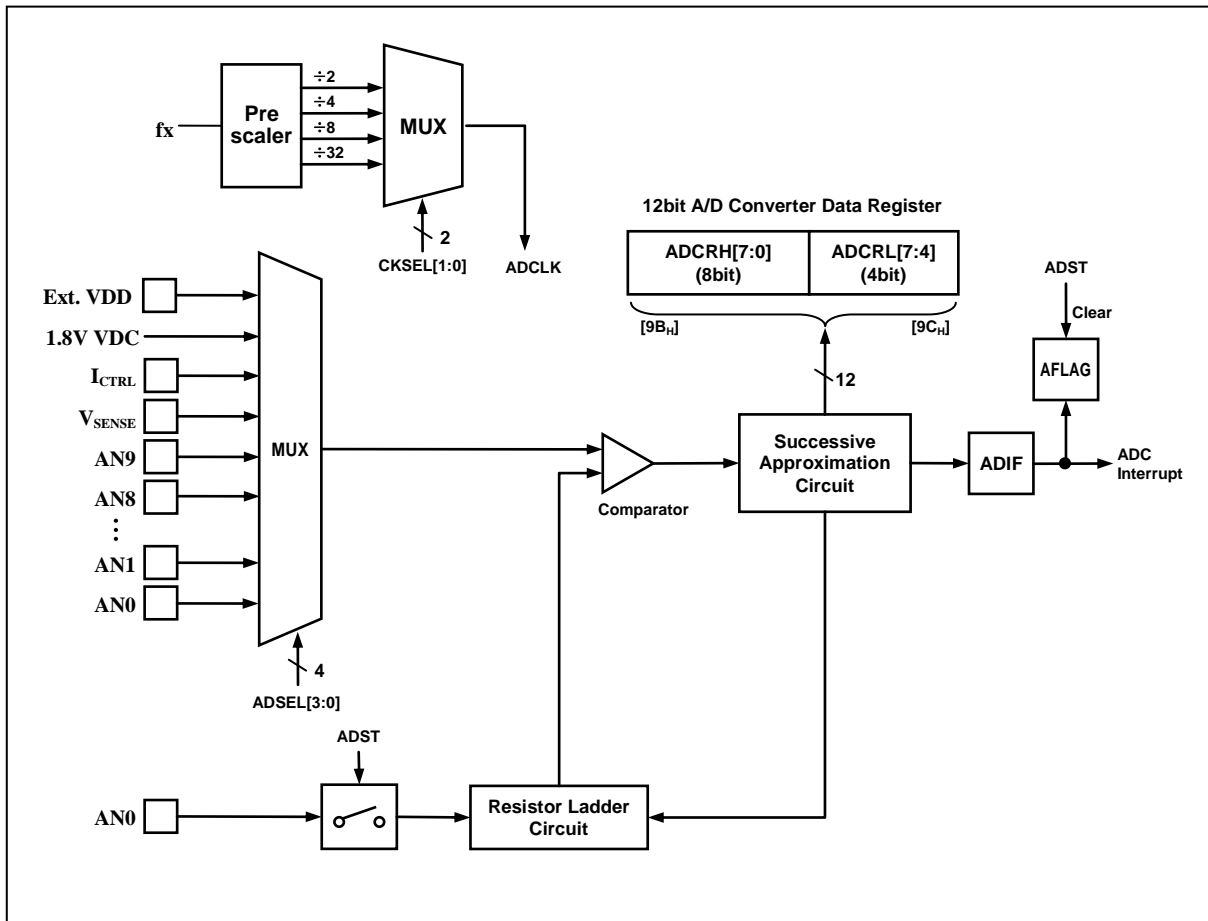 ÷2
÷4
÷8
÷32
fx
Pre
scaler
MUX
2
CKSEL[1:0]
ADCLK
12bit A/D Converter Data Register
ADCRH[7:0]
(8bit)
ADCRL[7:4]
(4bit)
[9BH]
[9CH]
12
ADST
Clear
AFLAG
Ext. VDD
1.8V VDC
ICTRL
VSENSE
AN9
AN8
AN1
AN0
MUX
4
ADSEL[3:0]
Comparator
Successive
Approximation
Circuit
ADIF
ADC
Interrupt
ADST
AN0
Resistor Ladder
Circuit